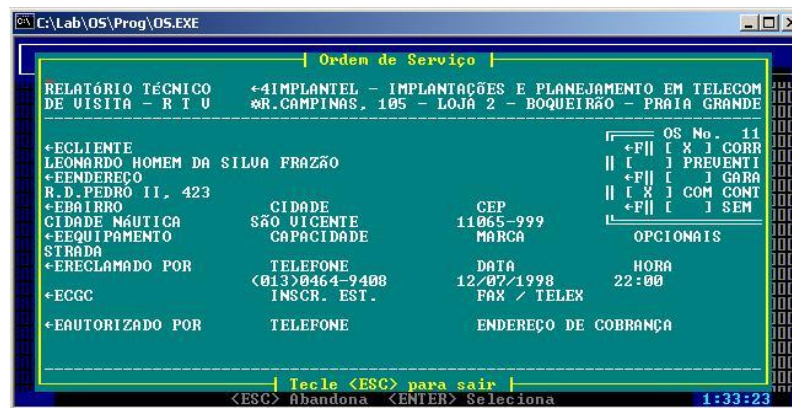 C:\Lab\OS\Prog\OS.EXE
Ordem de Serviço
RELATÓRIO TÉCNICO ←4IMPLANTEL – IMPLANTAÇÕES E PLANEJAMENTO EM TELECOM
DE VISITA – R T V ☼R.CAMPINAS, 105 – LOJA 2 – BOQUEIRÃO – PRAIA GRANDE
OS No. 11
←ECLIENTE ←F|| [ X ] CORR
LEONARDO HOMEM DA SILVA FRAZÃO || [   ] PREVENTI
←EENDEREÇO ←F|| [   ] GARA
R.D.PEDRO II, 423 || [ X ] COM CONT
←EBAIRRO CIDADE CEP ←F|| [   ] SEM
CIDADE NÁUTICA SÃO VICENTE 11065-999
←EEQUIPAMENTO CAPACIDADE MARCA OPCIONAIS
STRADA
←ERECLAMADO POR TELEFONE DATA HORA
(013)0464-9408 12/07/1998 22:00
←ECGC INSCR. EST. FAX / TELEX
←EAUTORIZADO POR TELEFONE ENDEREÇO DE COBRANÇA
Tecle <ESC> para sair
<ESC> Abandona <ENTER> Seleciona 1:33:23